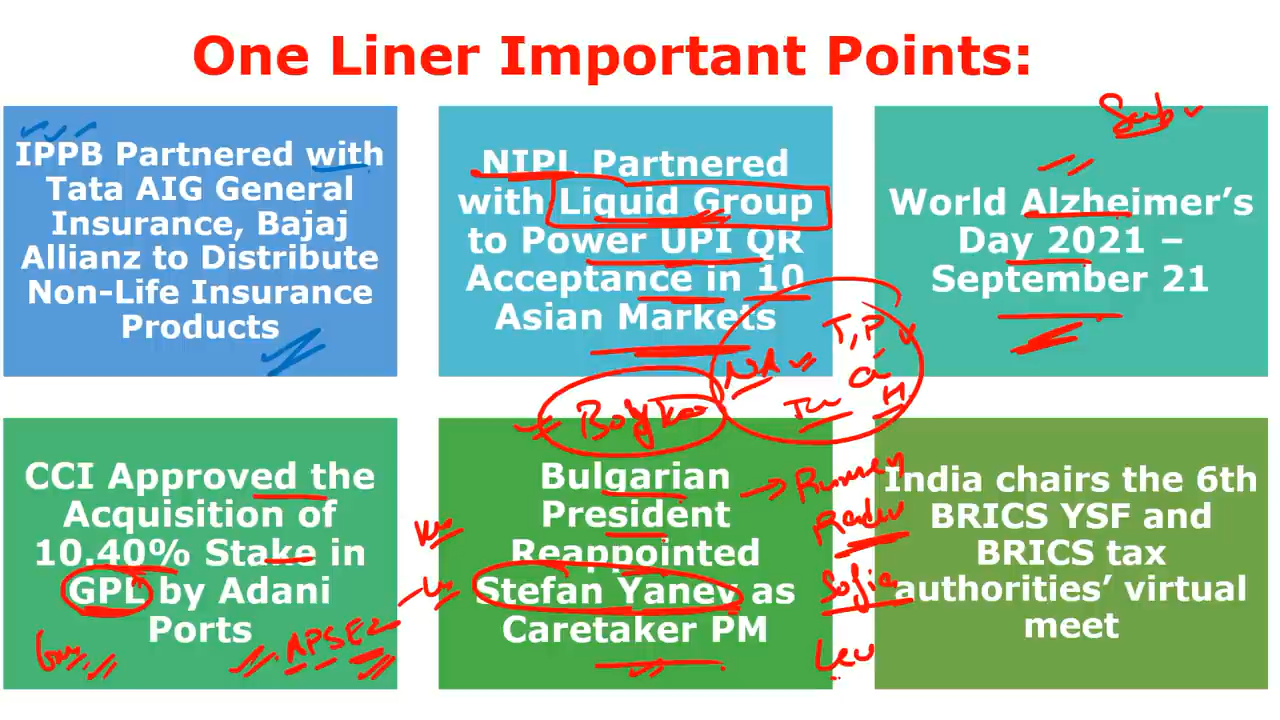 One Liner Important Points:
IPPB Partnered with
Tata AIG General
Insurance, Bajaj
Allianz to Distribute
Non-Life Insurance
Products
NIPL Partnered
with Liquid Group
to Power UPI QR
Acceptance in 10
Asian Markets
World Alzheimer's
Day 2021 –
September 21
CCI Approved the
Acquisition of
10.40% Stake in
GPL by Adani
Ports
APSEZ
Bulgarian
President
Reappointed
Stefan Yanev as
Caretaker PM
Rumen
Radev
Sofia
Lev
India chairs the 6th
BRICS YSF and
BRICS tax
authorities' virtual
meet